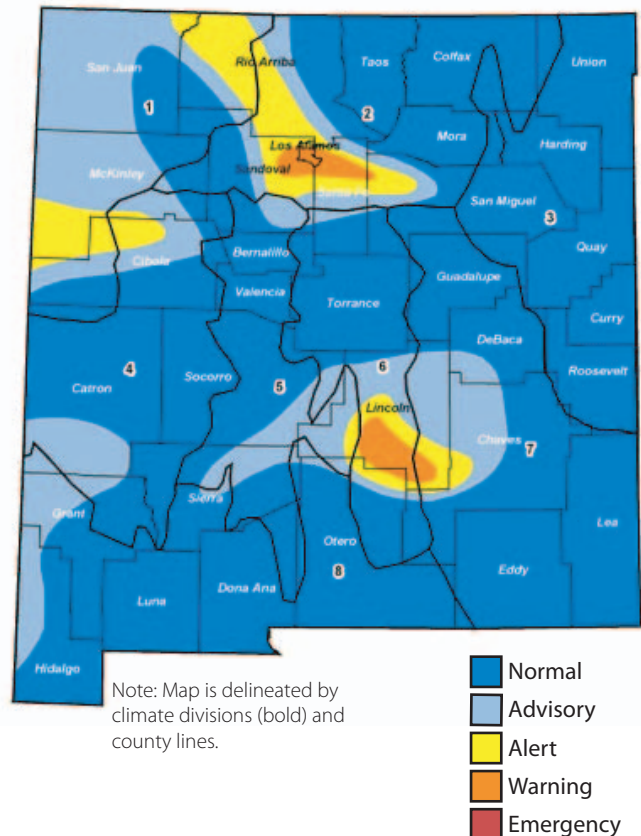 San Juan
Rio Arriba
Taos
Colfax
Union
1
2
Mora
Harding
Los Alamos
Sandoval
McKinley
Santa Fe
San Miguel
3
Quay
Bernalillo
Cibola
Guadalupe
Valencia
Torrance
Curry
DeBaca
4
Socorro
5
6
Roosevelt
Catron
Lincoln
Chaves
7
Sierra
Grant
Otero
Lea
Luna
Dona Ana
8
Eddy
Hidalgo
Note: Map is delineated by
climate divisions (bold) and
county lines.
Normal
Advisory
Alert
Warning
Emergency